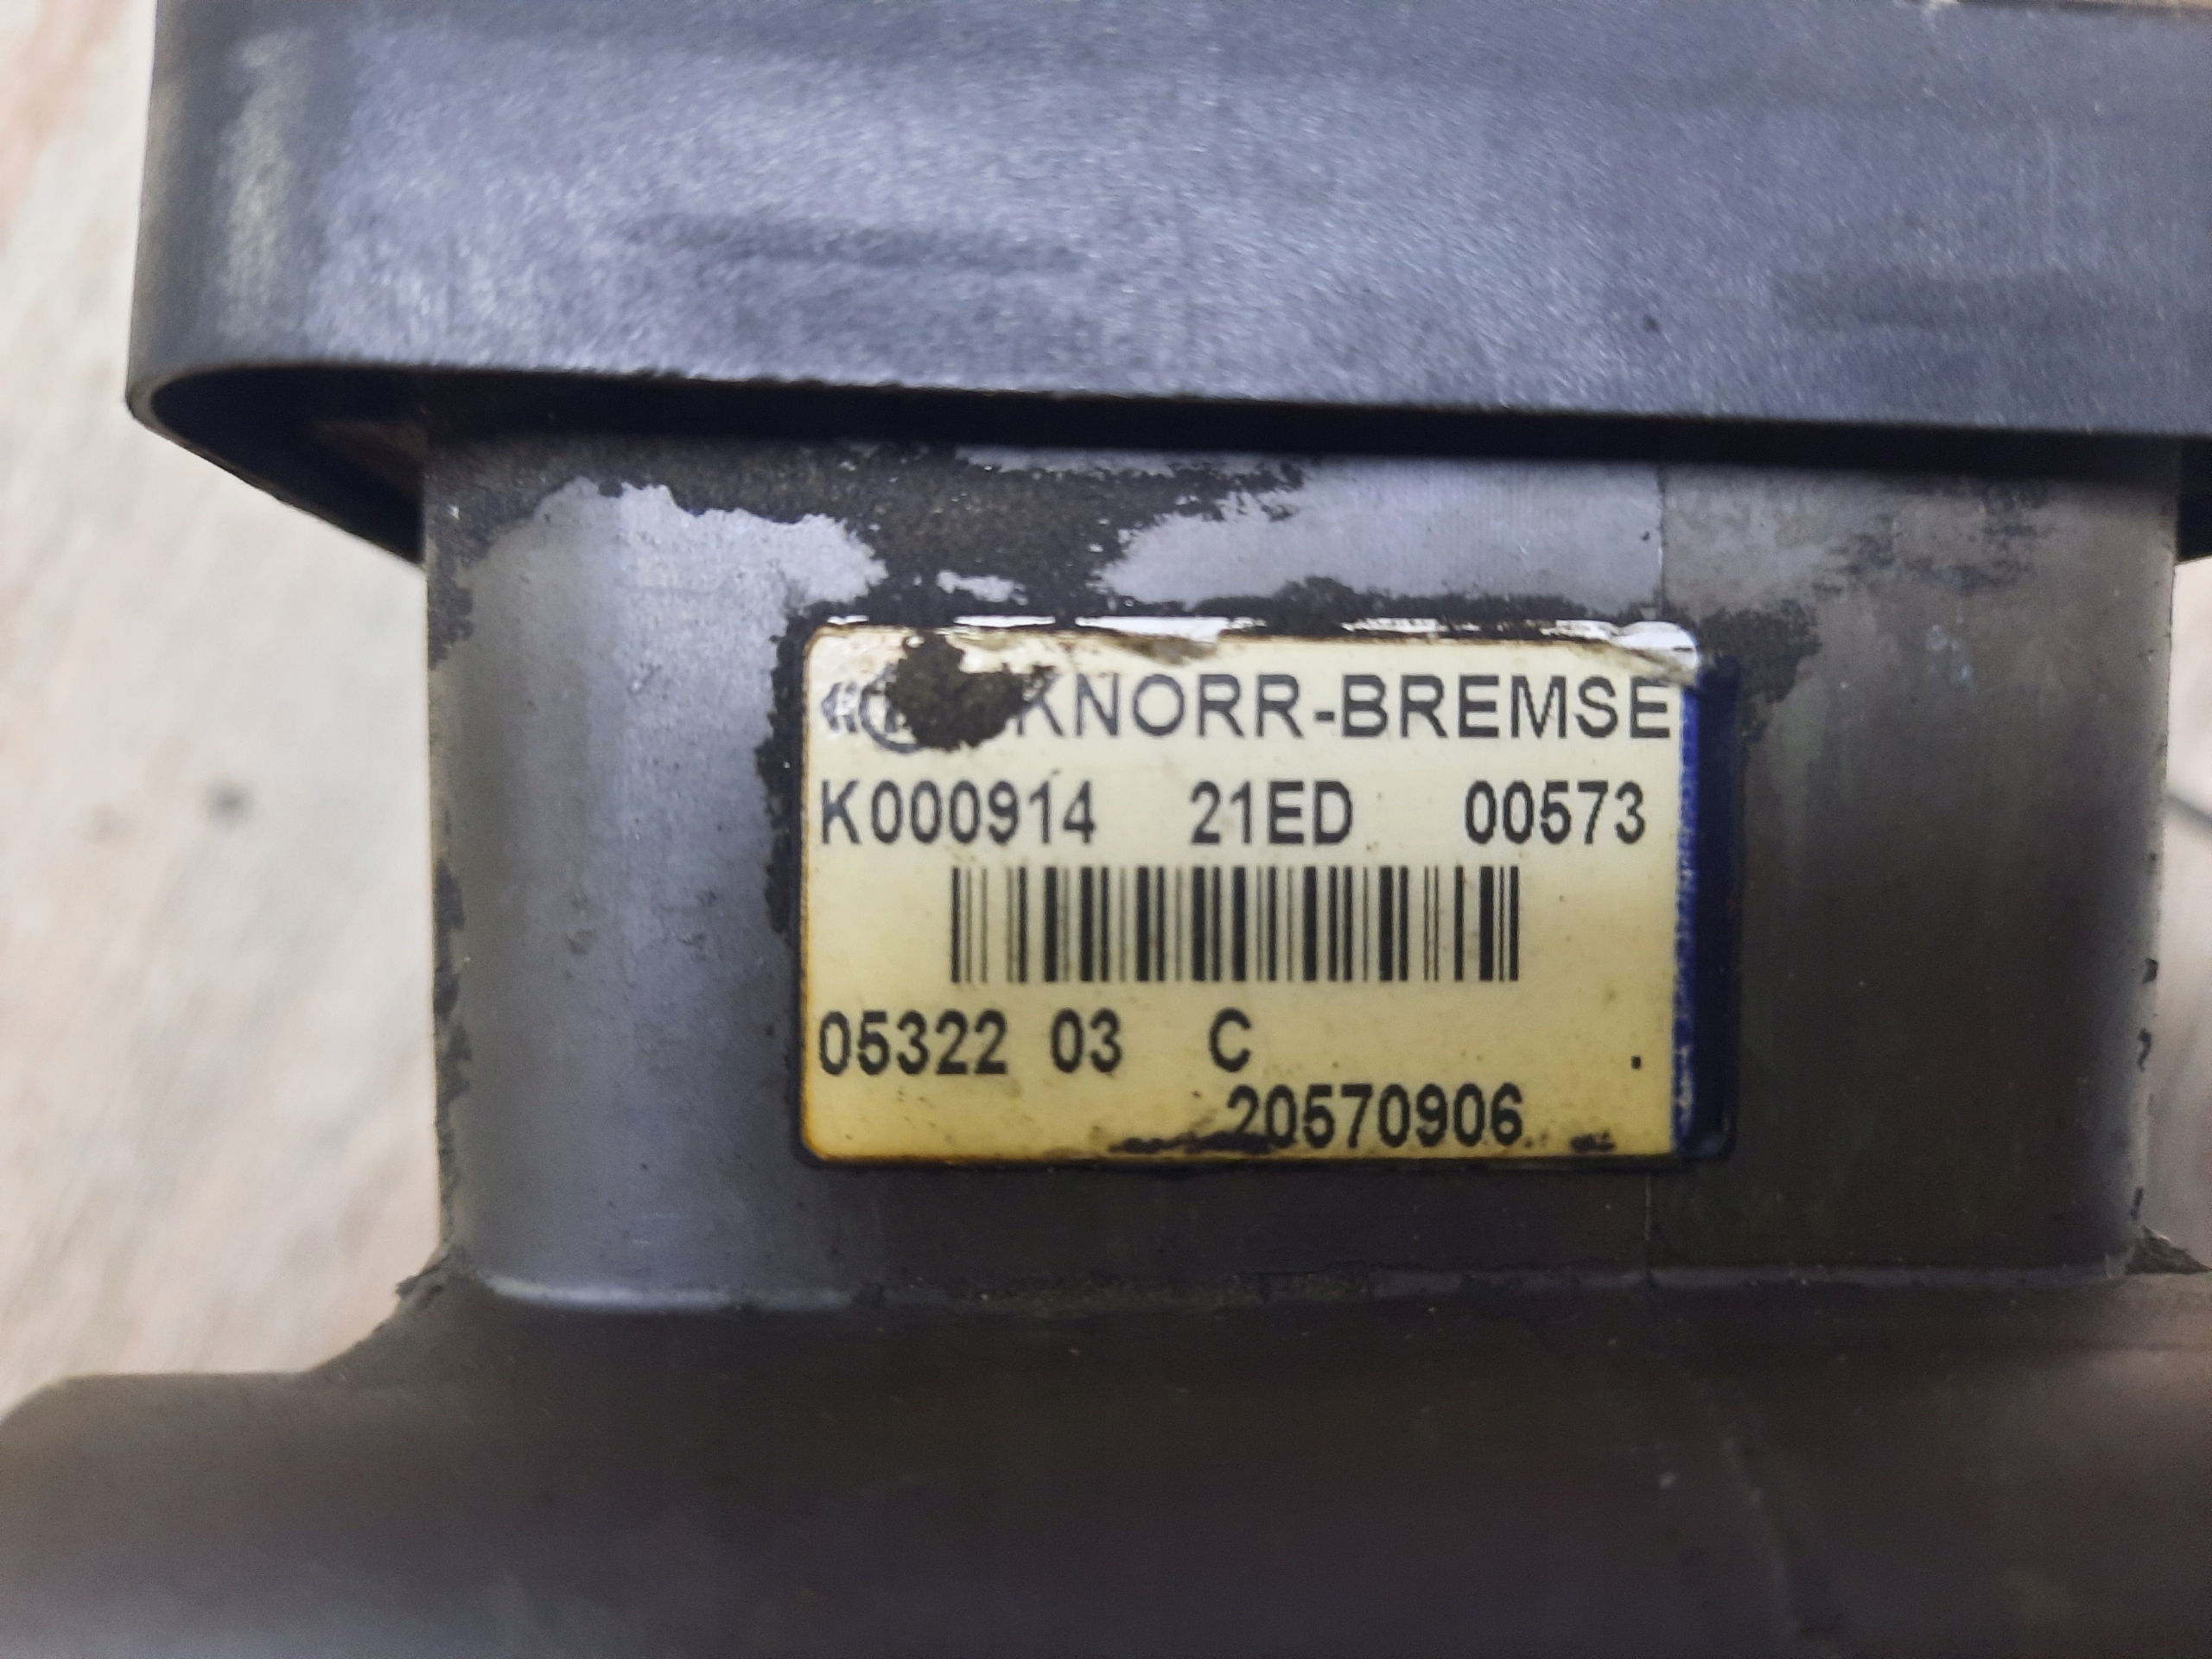 KNORR-BREMSE
K000914 21ED 00573
05322 03 C .
20570906